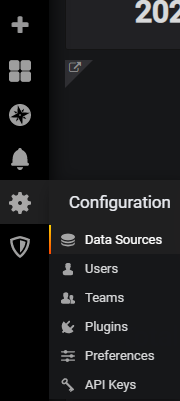 202
Configuration
Data Sources
Users
Teams
Plugins
Preferences
API Keys